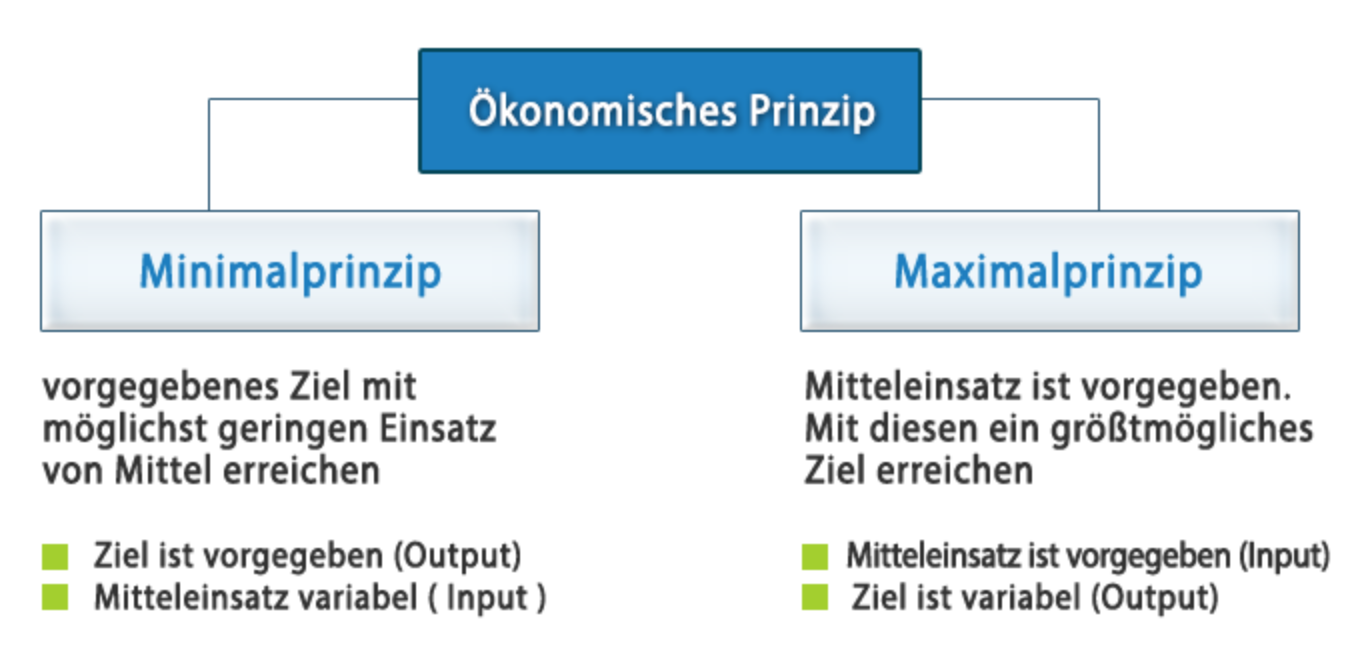 Ökonomisches Prinzip
Minimalprinzip
vorgegebenes Ziel mit
möglichst geringen Einsatz
von Mittel erreichen
Ziel ist vorgegeben (Output)
Mitteleinsatz variabel ( Input )
Maximalprinzip
Mitteleinsatz ist vorgegeben.
Mit diesen ein größtmögliches
Ziel erreichen
Mitteleinsatz ist vorgegeben (Input)
Ziel ist variabel (Output)